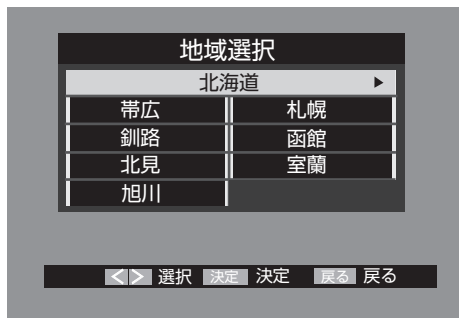 地域選択
北海道 ▶
帯広 札幌
釧路 函館
北見 室蘭
旭川
＜＞ 選択 決定 決定 戻る 戻る